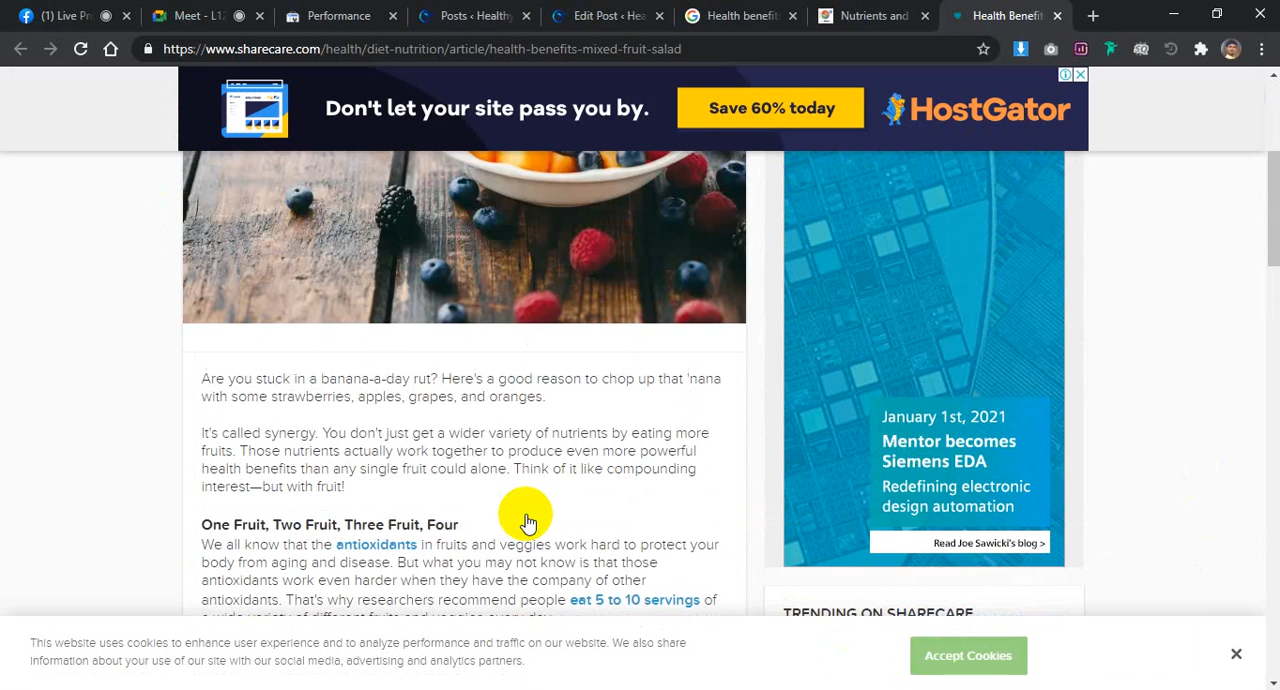 (1) Live Pr
Meet - L12
Performance
Posts ‹ Healthy
Edit Post ‹ Hea
Health benefit
Nutrients and
Health Benefit
https://www.sharecare.com/health/diet-nutrition/article/health-benefits-mixed-fruit-salad
Don't let your site pass you by.
Save 60% today
HostGator
Are you stuck in a banana-a-day rut? Here's a good reason to chop up that 'nana
with some strawberries, apples, grapes, and oranges.
It's called synergy. You don't just get a wider variety of nutrients by eating more
fruits. Those nutrients actually work together to produce even more powerful
health benefits than any single fruit could alone. Think of it like compounding
interest—but with fruit!
One Fruit, Two Fruit, Three Fruit, Four
We all know that the antioxidants in fruits and veggies work hard to protect your
body from aging and disease. But what you may not know is that those
antioxidants work even harder when they have the company of other
antioxidants. That's why researchers recommend people eat 5 to 10 servings of
a wide variety of different fruits and veggies every day.
January 1st, 2021
Mentor becomes
Siemens EDA
Redefining electronic
design automation
Read Joe Sawicki's blog >
TRENDING ON SHARECARE
This website uses cookies to enhance user experience and to analyze performance and traffic on our website. We also share
information about your use of our site with our social media, advertising and analytics partners.
Accept Cookies